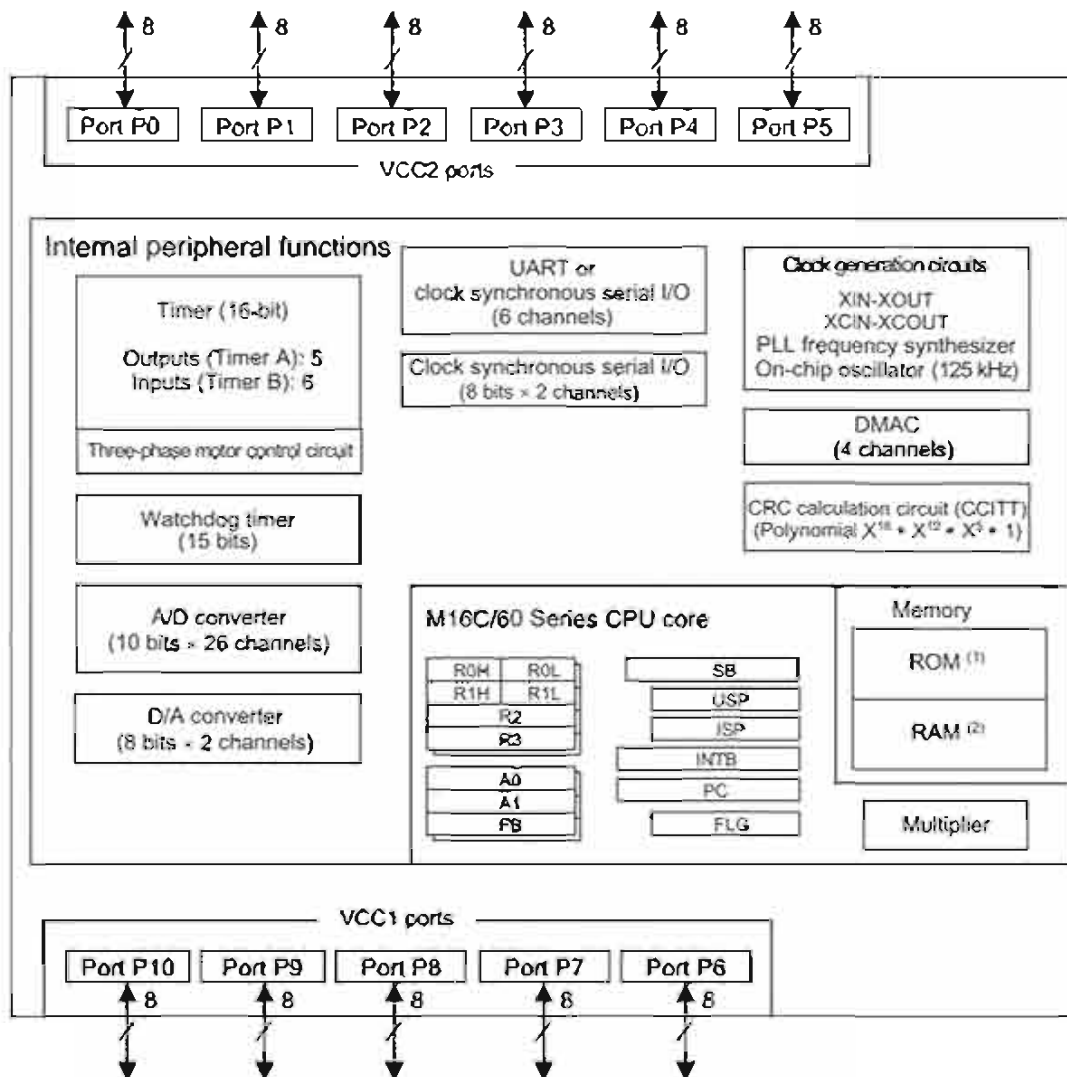 8 8 8 8 8 8
Port P0 Port P1 Port P2 Port P3 Port P4 Port P5
VCC2 ports
Internal peripheral functions
Timer (16-bit)
Outputs (Timer A): 5
Inputs (Timer B): 6
Three-phase motor control circuit
Watchdog timer
(15 bits)
A/D converter
(10 bits × 26 channels)
D/A converter
(8 bits × 2 channels)
UART or
clock synchronous serial I/O
(6 channels)
Clock synchronous serial I/O
(8 bits × 2 channels)
Clock generation circuits
XIN-XOUT
XCIN-XCOUT
PLL frequency synthesizer
On-chip oscillator (125 kHz)
DMAC
(4 channels)
CRC calculation circuit (CCITT)
(Polynomial X¹⁶ + X¹² + X⁵ + 1)
M16C/60 Series CPU core
R0H R0L
R1H R1L
R2
R3
A0
A1
FB
SB
USP
ISP
INTB
PC
FLG
Memory
ROM ⁽¹⁾
RAM ⁽²⁾
Multiplier
VCC1 ports
Port P10 Port P9 Port P8 Port P7 Port P6
8 8 8 8 8